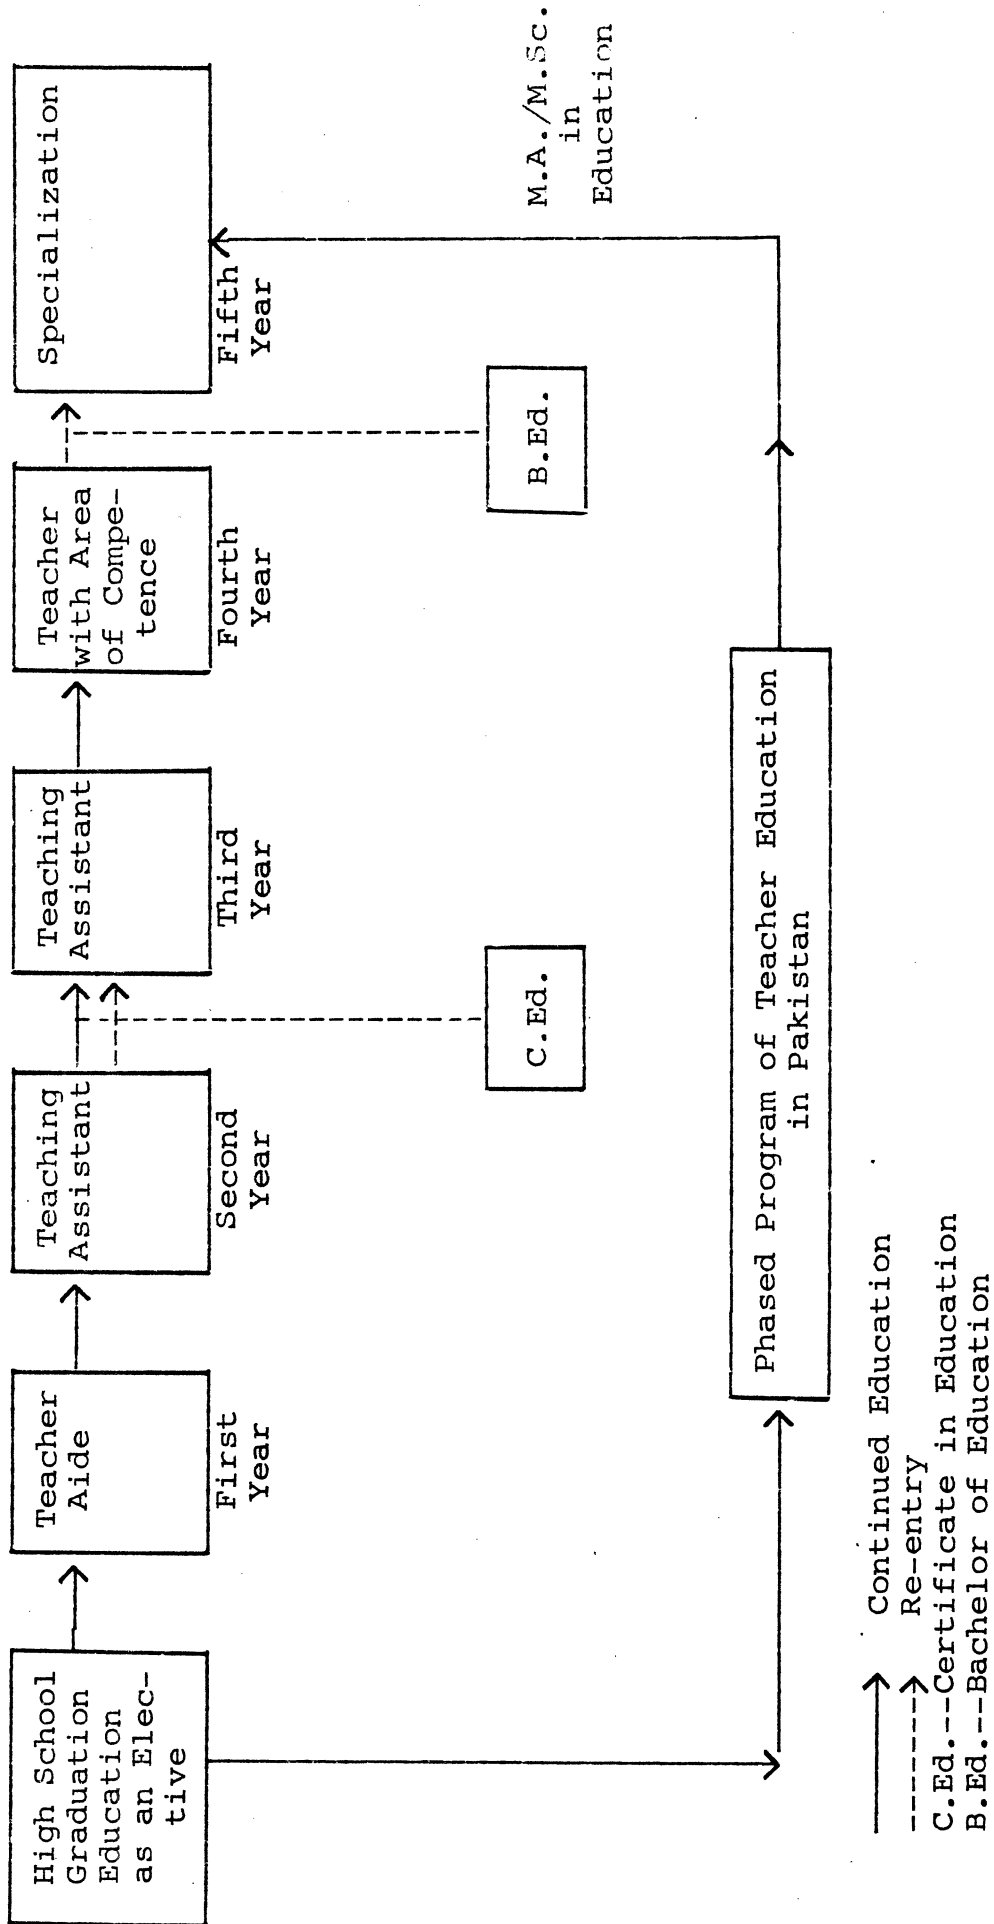 High School
Graduation
Education
as an Elec-
tive
Teacher
Aide
First
Year
Teaching
Assistant
Second
Year
Teaching
Assistant
Third
Year
Teacher
with Area
of Compe-
tence
Fourth
Year
Specialization
Fifth
Year
C.Ed.
B.Ed.
M.A./M.Sc.
in
Education
Phased Program of Teacher Education
in Pakistan
Continued Education
Re-entry
C.Ed.--Certificate in Education
B.Ed.--Bachelor of Education